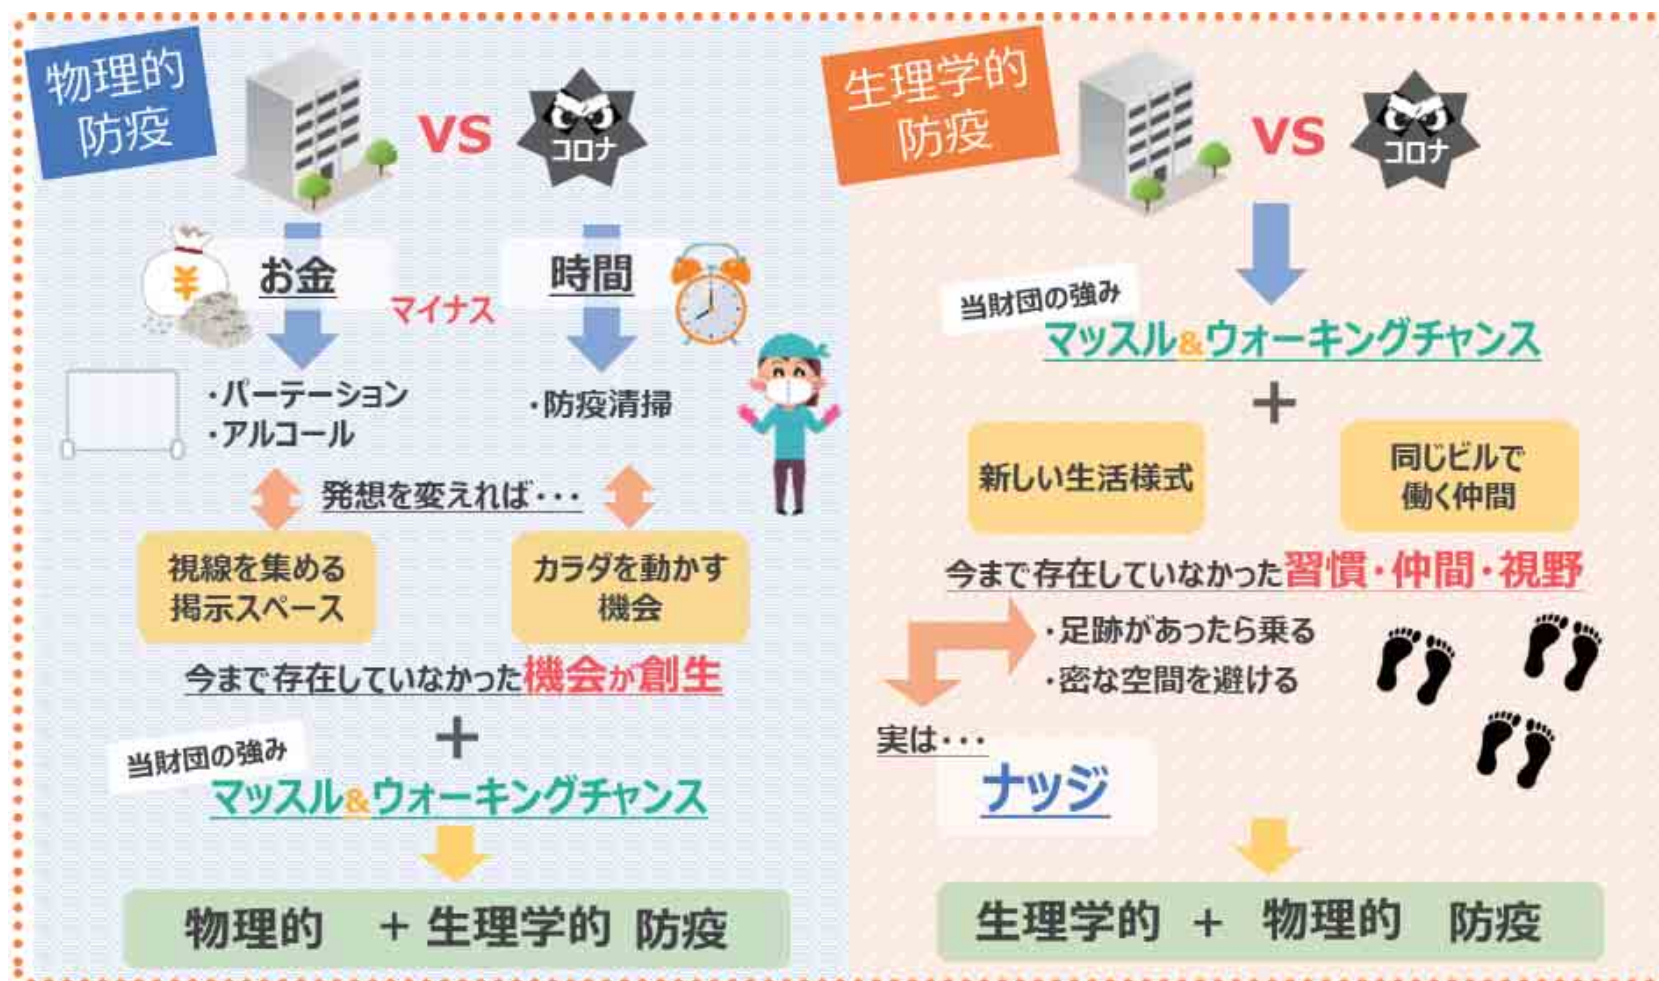 物理的
防疫
VS
コロナ
お金
時間
マイナス
・パーテーション
・アルコール
・防疫清掃
発想を変えれば・・・
視線を集める
掲示スペース
カラダを動かす
機会
今まで存在していなかった機会が創生
+
当財団の強み
マッスル&ウォーキングチャンス
物理的 + 生理学的 防疫
生理学的
防疫
VS
コロナ
当財団の強み
マッスル&ウォーキングチャンス
+
新しい生活様式
同じビルで
働く仲間
今まで存在していなかった習慣・仲間・視野
・足跡があったら乗る
・密な空間を避ける
実は・・・
ナッジ
生理学的 + 物理的 防疫